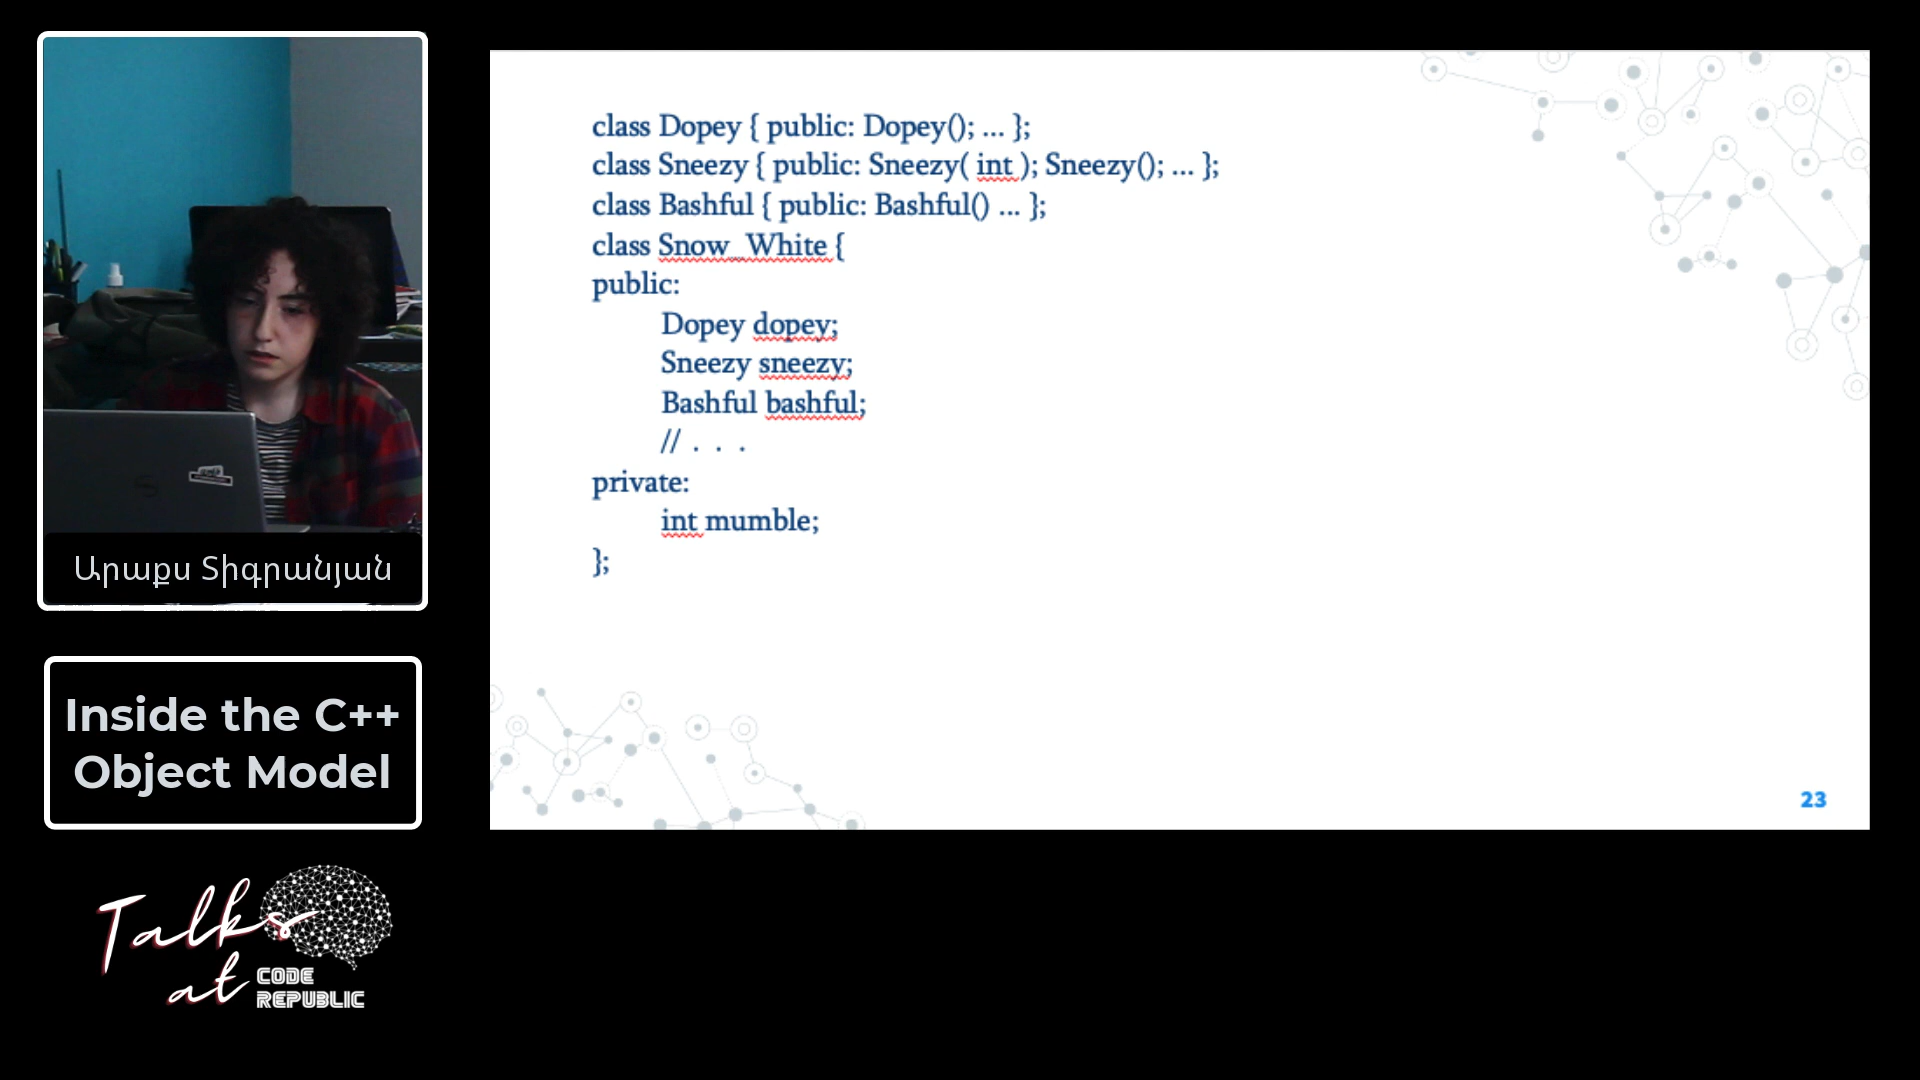 class Dopey { public: Dopey(); ... };
class Sneezy { public: Sneezy( int ); Sneezy(); ... };
class Bashful { public: Bashful() ... };
class Snow_White {
public:
Dopey dopey;
Sneezy sneezy;
Bashful bashful;
// . . .
private:
int mumble;
};
23
Արաքս Տիգրանյան
Inside the C++
Object Model
Talks
at CODE
REPUBLIC